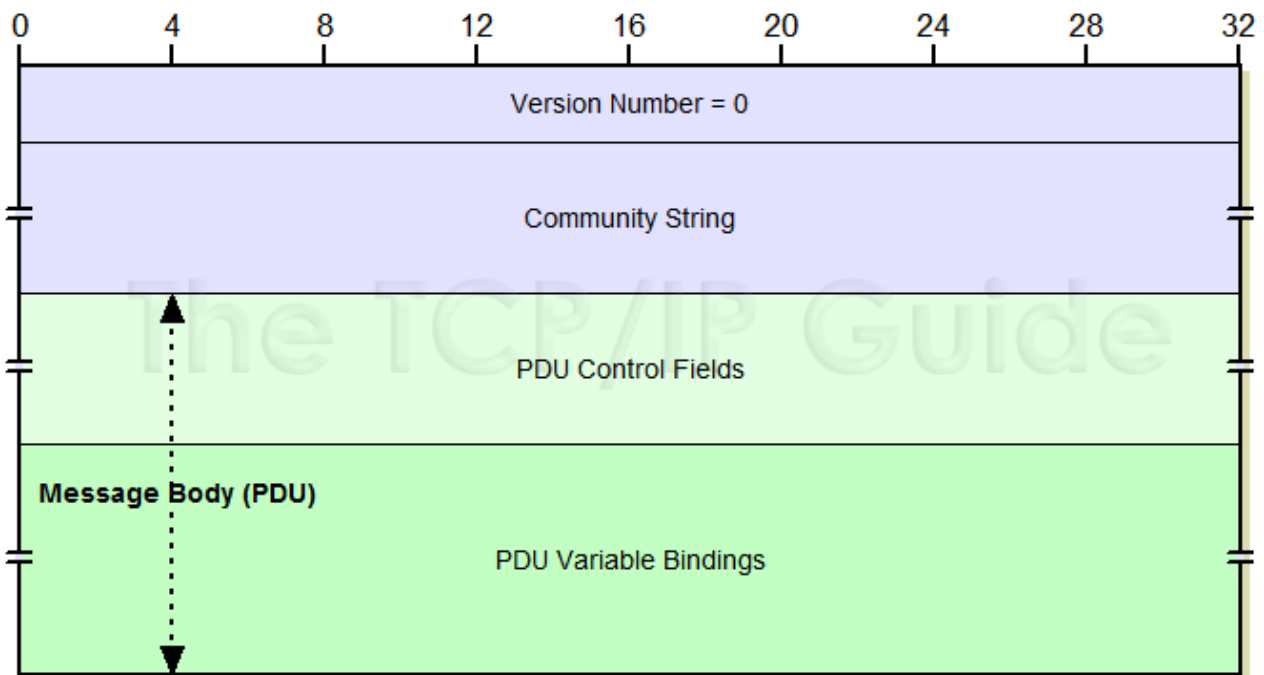 0 4 8 12 16 20 24 28 32
Version Number = 0
Community String
The TCP/IP Guide
PDU Control Fields
Message Body (PDU)
PDU Variable Bindings